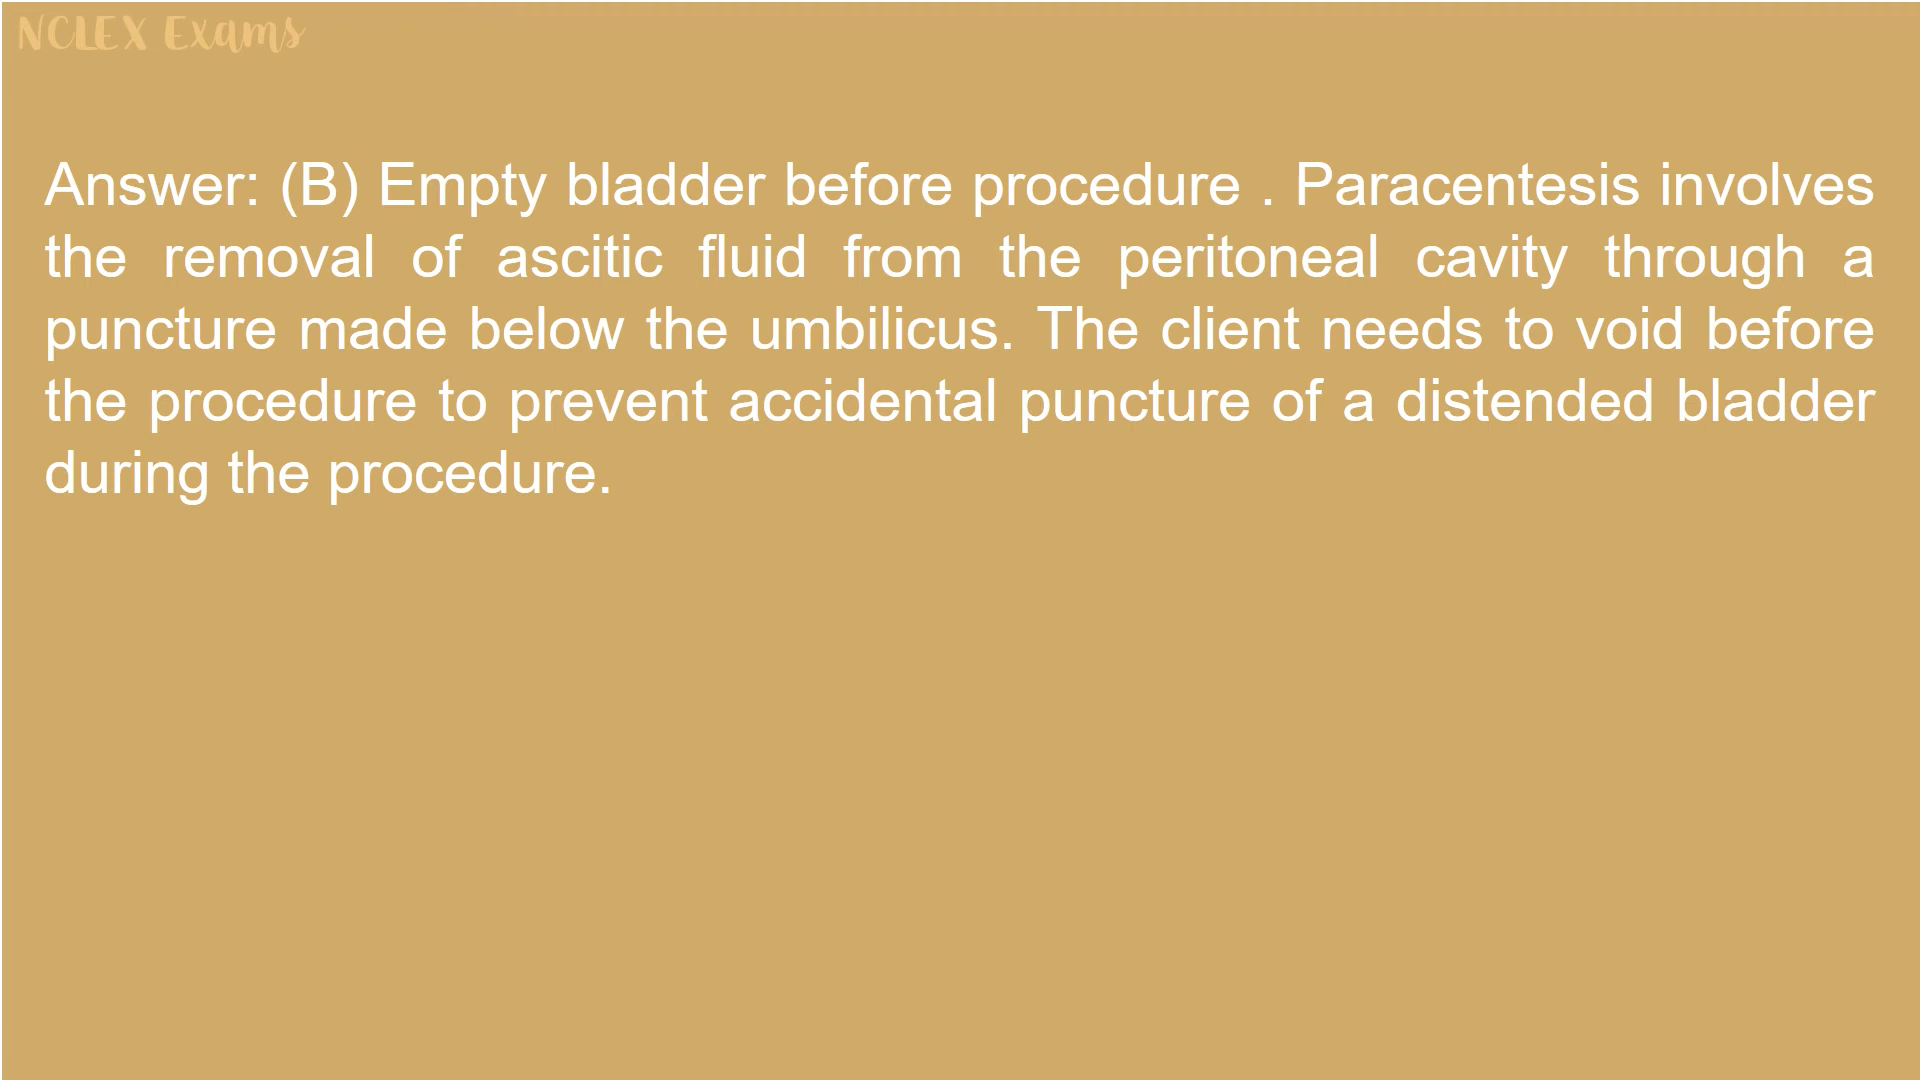 NCLEX Exams
Answer: (B) Empty bladder before procedure . Paracentesis involves
the removal of ascitic fluid from the peritoneal cavity through a
puncture made below the umbilicus. The client needs to void before
the procedure to prevent accidental puncture of a distended bladder
during the procedure.